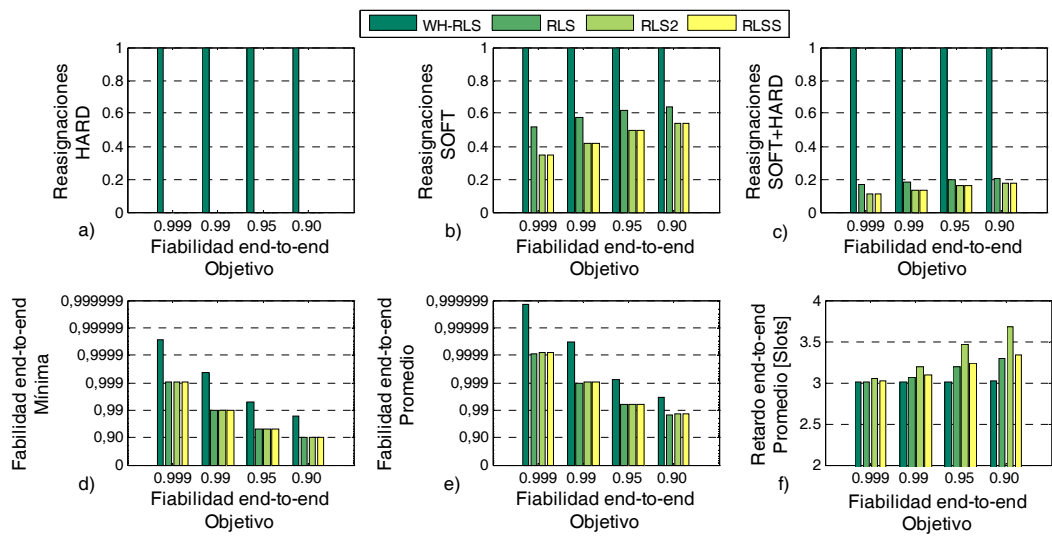 WH-RLS RLS RLS2 RLSS
Reasignaciones
HARD
1
0.8
0.6
0.4
0.2
0
0.999 0.99 0.95 0.90
a)
Fiabilidad end-to-end
Objetivo
Reasignaciones
SOFT
1
0.8
0.6
0.4
0.2
0
0.999 0.99 0.95 0.90
b)
Fiabilidad end-to-end
Objetivo
Reasignaciones
SOFT+HARD
1
0.8
0.6
0.4
0.2
0
0.999 0.99 0.95 0.90
c)
Fiabilidad end-to-end
Objetivo
Fabilidad end-to-end
Mínima
0,999999
0,99999
0,9999
0,999
0,99
0,90
0
0.999 0.99 0.95 0.90
d)
Fiabilidad end-to-end
Objetivo
Fabilidad end-to-end
Promedio
0,999999
0,99999
0,9999
0,999
0,99
0,90
0
0.999 0.99 0.95 0.90
e)
Fiabilidad end-to-end
Objetivo
Retardo end-to-end
Promedio [Slots]
4
3.5
3
2.5
2
0.999 0.99 0.95 0.90
f)
Fiabilidad end-to-end
Objetivo